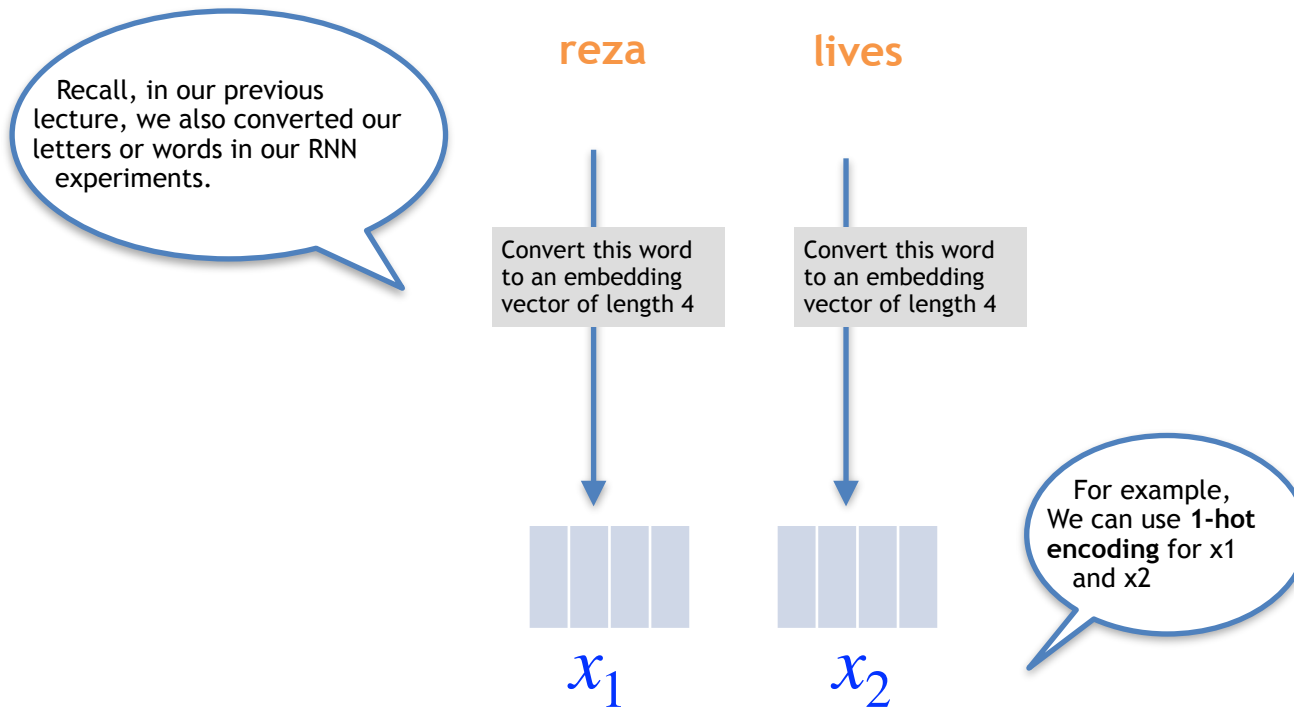 reza
lives
Recall, in our previous
lecture, we also converted our
letters or words in our RNN
experiments.
Convert this word
to an embedding
vector of length 4
Convert this word
to an embedding
vector of length 4
For example,
We can use 1-hot
encoding for x1
and x2
x₁
x₂